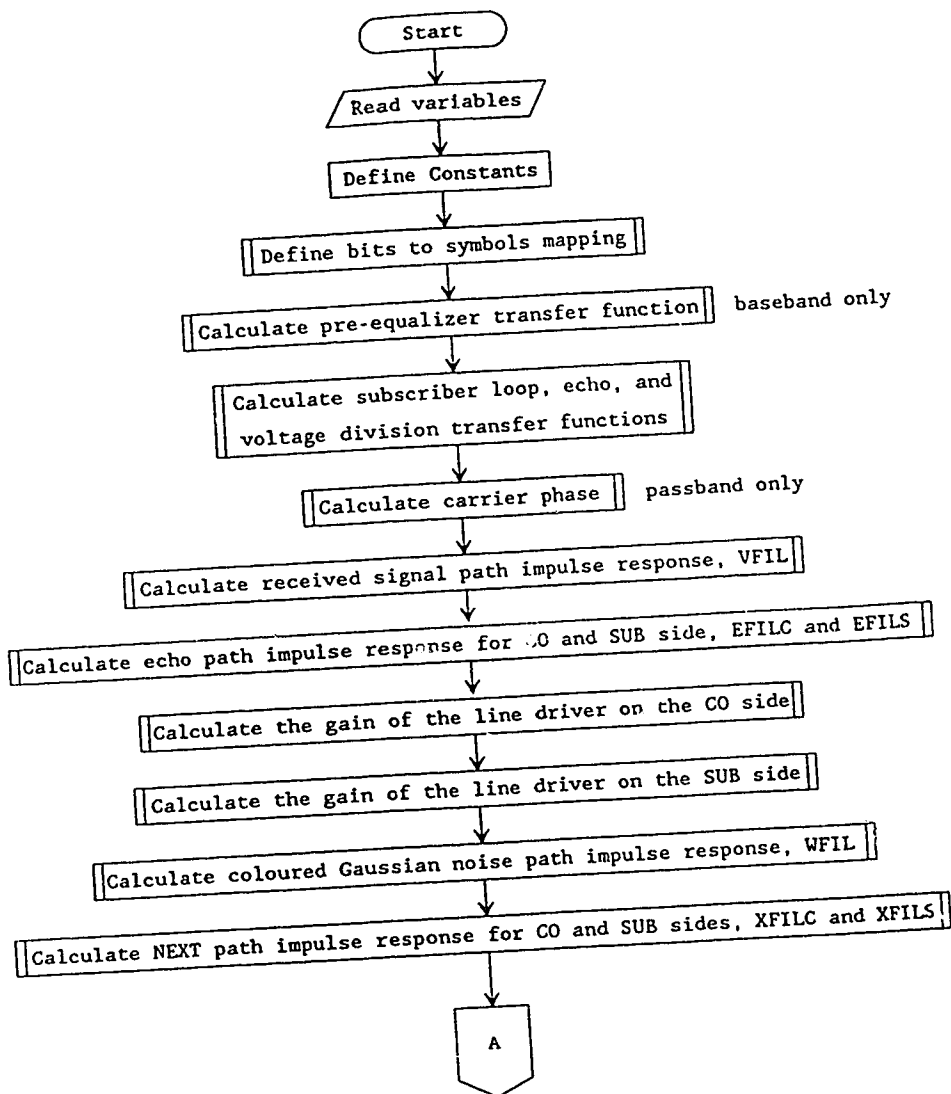 Start
Read variables
Define Constants
Define bits to symbols mapping
Calculate pre-equalizer transfer function baseband only
Calculate subscriber loop, echo, and
voltage division transfer functions
Calculate carrier phase passband only
Calculate received signal path impulse response, VFIL
Calculate echo path impulse response for CO and SUB side, EFILC and EFILS
Calculate the gain of the line driver on the CO side
Calculate the gain of the line driver on the SUB side
Calculate coloured Gaussian noise path impulse response, WFIL
Calculate NEXT path impulse response for CO and SUB sides, XFILC and XFILS
A